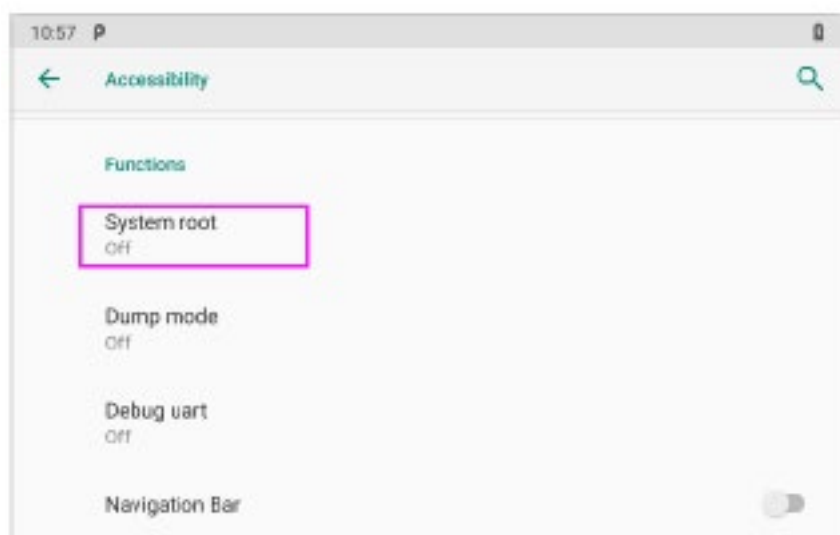 10:57 P
Accessibility
Functions
System root
Off
Dump mode
Off
Debug uart
Off
Navigation Bar